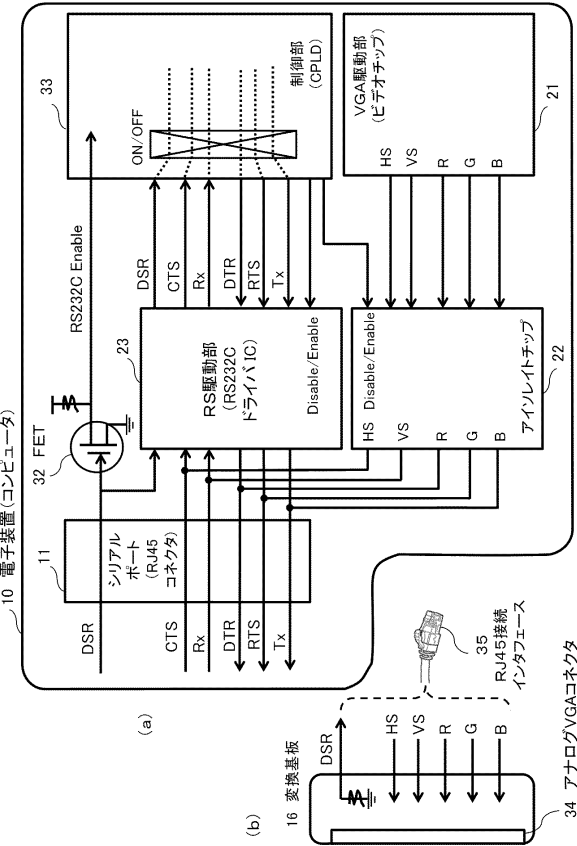 10 電子装置(コンピュータ)
(a)
11
シリアル
ポート
(RJ45
コネクタ)
DSR
CTS
Rx
DTR
RTS
Tx
32 FET
RS232C Enable
23
RS駆動部
(RS232C
ドライバIC)
Disable/Enable
DSR
CTS
Rx
DTR
RTS
Tx
33
ON/OFF
制御部
(CPLD)
VGA駆動部
(ビデオチップ)
21
HS
VS
R
G
B
HS Disable/Enable
VS
R
G
B
アイソレイトチップ
22
(b)
16 変換基板
DSR
HS
VS
R
G
B
35
RJ45接続
インタフェース
34 アナログVGAコネクタ